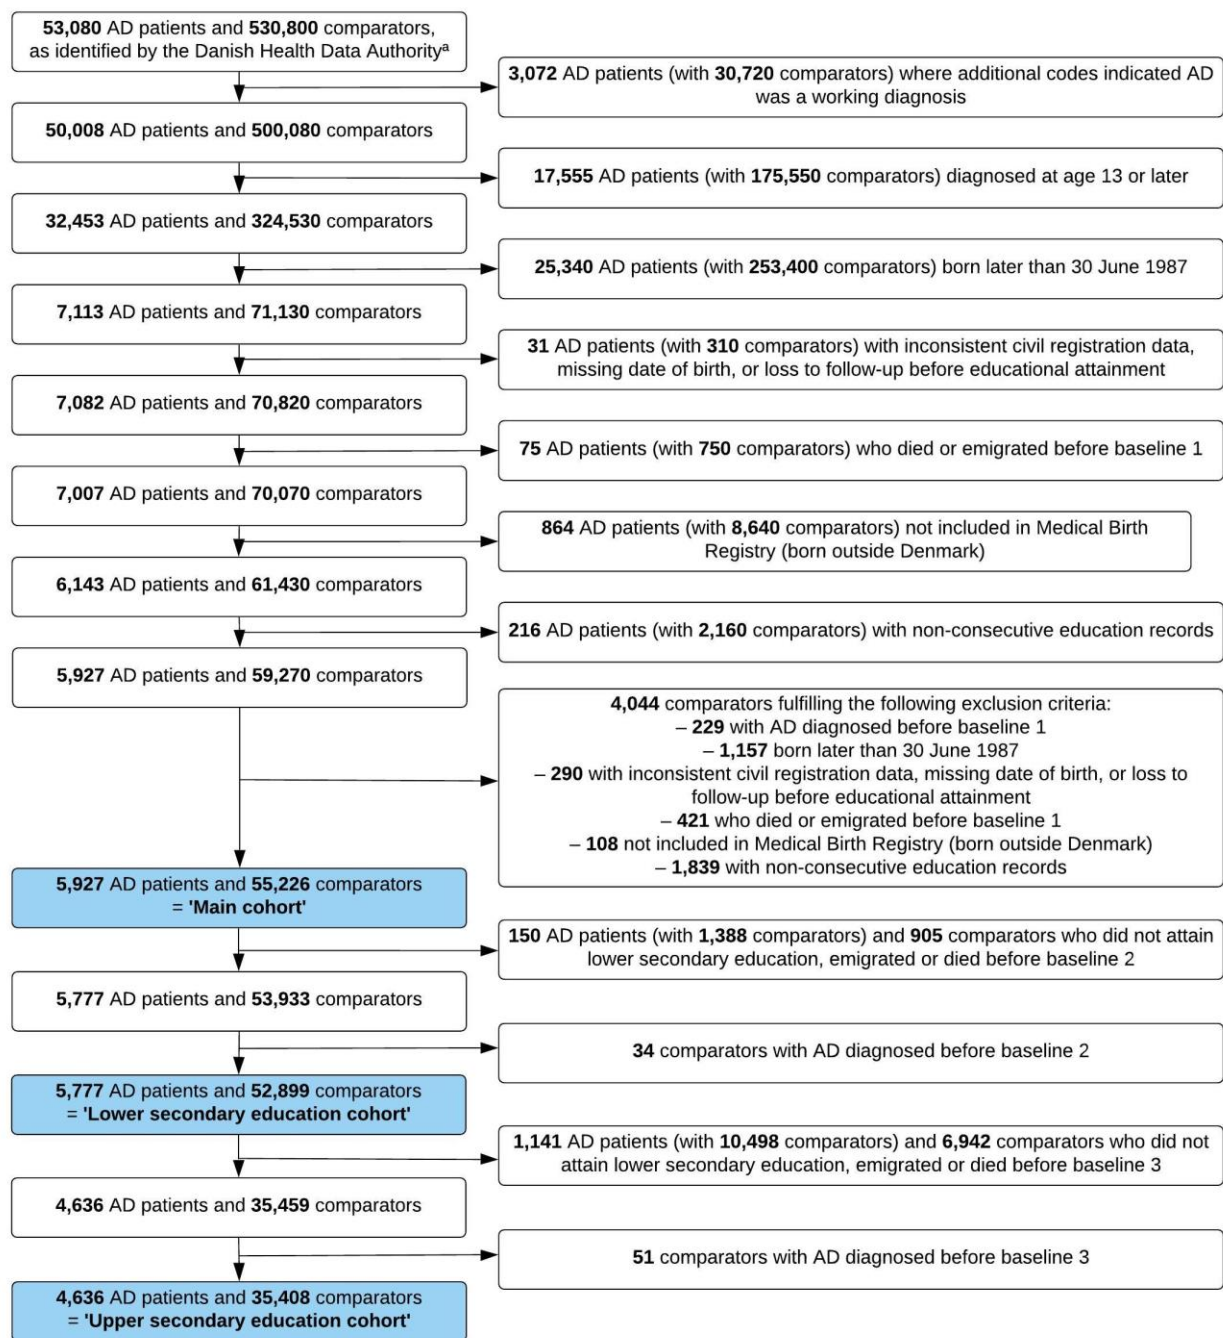 53,080 AD patients and 530,800 comparators,
as identified by the Danish Health Data Authorityª
3,072 AD patients (with 30,720 comparators) where additional codes indicated AD
was a working diagnosis
50,008 AD patients and 500,080 comparators
17,555 AD patients (with 175,550 comparators) diagnosed at age 13 or later
32,453 AD patients and 324,530 comparators
25,340 AD patients (with 253,400 comparators) born later than 30 June 1987
7,113 AD patients and 71,130 comparators
31 AD patients (with 310 comparators) with inconsistent civil registration data,
missing date of birth, or loss to follow-up before educational attainment
7,082 AD patients and 70,820 comparators
75 AD patients (with 750 comparators) who died or emigrated before baseline 1
7,007 AD patients and 70,070 comparators
864 AD patients (with 8,640 comparators) not included in Medical Birth
Registry (born outside Denmark)
6,143 AD patients and 61,430 comparators
216 AD patients (with 2,160 comparators) with non-consecutive education records
5,927 AD patients and 59,270 comparators
4,044 comparators fulfilling the following exclusion criteria:
– 229 with AD diagnosed before baseline 1
– 1,157 born later than 30 June 1987
– 290 with inconsistent civil registration data, missing date of birth, or loss to
follow-up before educational attainment
– 421 who died or emigrated before baseline 1
– 108 not included in Medical Birth Registry (born outside Denmark)
– 1,839 with non-consecutive education records
5,927 AD patients and 55,226 comparators
= 'Main cohort'
150 AD patients (with 1,388 comparators) and 905 comparators who did not attain
lower secondary education, emigrated or died before baseline 2
5,777 AD patients and 53,933 comparators
34 comparators with AD diagnosed before baseline 2
5,777 AD patients and 52,899 comparators
= 'Lower secondary education cohort'
1,141 AD patients (with 10,498 comparators) and 6,942 comparators who did not
attain lower secondary education, emigrated or died before baseline 3
4,636 AD patients and 35,459 comparators
51 comparators with AD diagnosed before baseline 3
4,636 AD patients and 35,408 comparators
= 'Upper secondary education cohort'